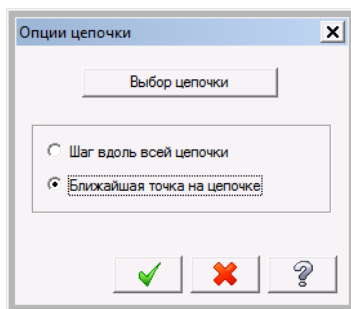 Опции цепочки
Выбор цепочки
Шаг вдоль всей цепочки
Ближайшая точка на цепочке